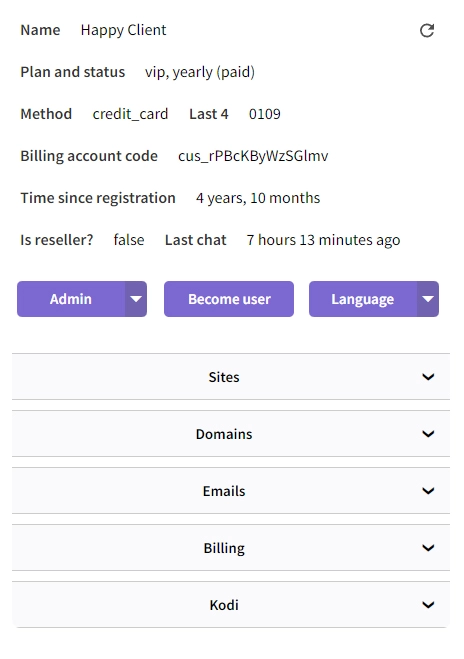 Name Happy Client
Plan and status vip, yearly (paid)
Method credit_card Last 4 0109
Billing account code cus_rPBcKByWzSGlmv
Time since registration 4 years, 10 months
Is reseller? false Last chat 7 hours 13 minutes ago
Admin Become user Language
Sites
Domains
Emails
Billing
Kodi